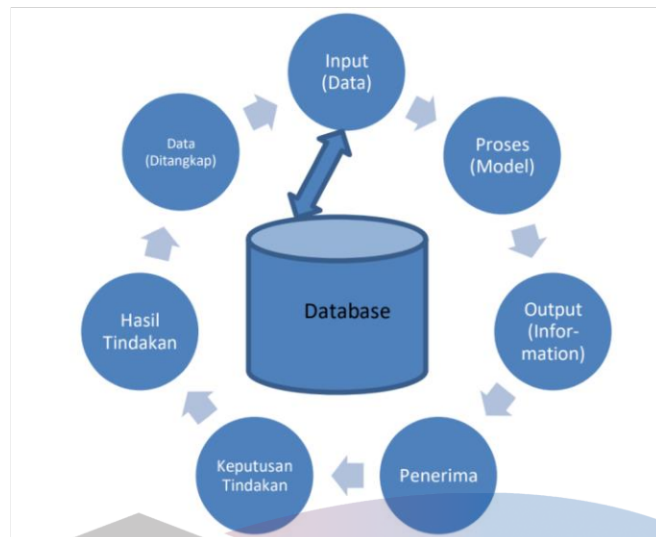 Input
(Data)
Proses
(Model)
Output
(Infor-
mation)
Penerima
Keputusan
Tindakan
Hasil
Tindakan
Data
(Ditangkap)
Database